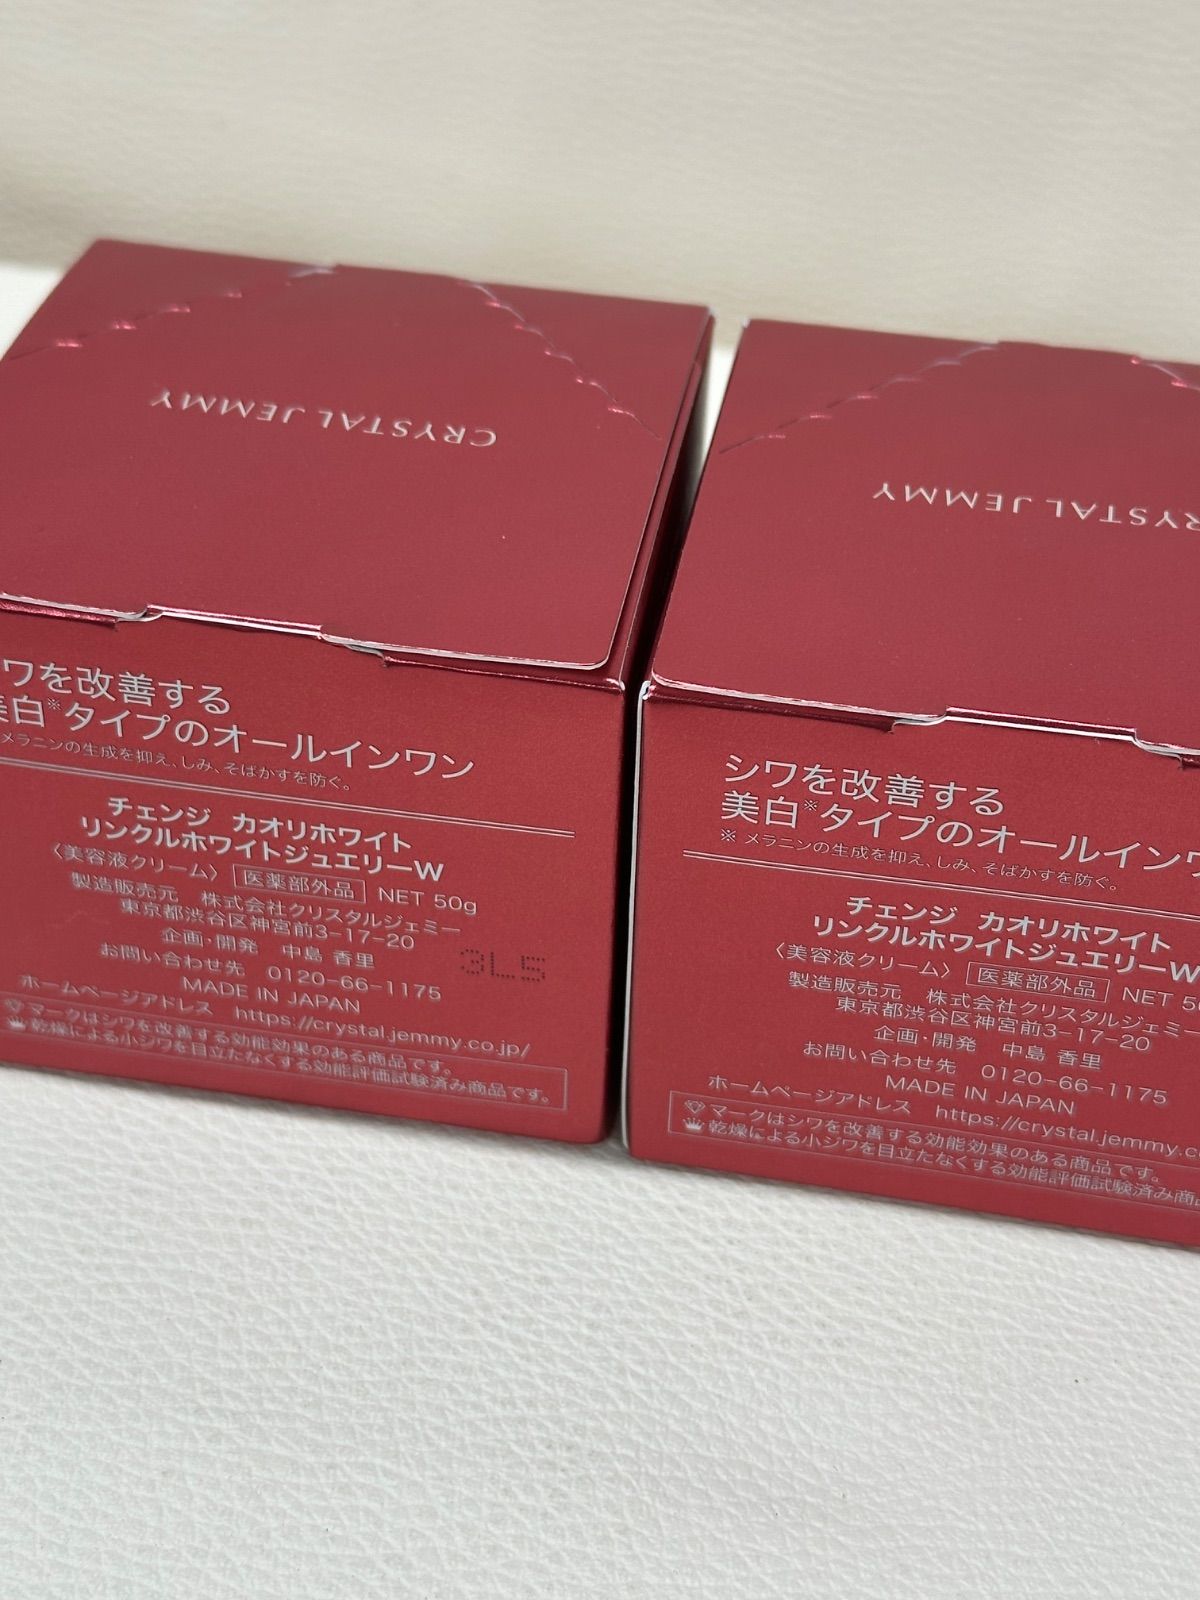 CRYSTAL JEMMY
ワを改善する
美白※タイプのオールインワン
メラニンの生成を抑え、しみ、そばかすを防ぐ。
チェンジ カオリホワイト
リンクルホワイトジュエリーW
〈美容液クリーム〉 医薬部外品 NET 50g
製造販売元 株式会社クリスタルジェミー
東京都渋谷区神宮前3-17-20
企画・開発 中島 香里
お問い合わせ先 0120-66-1175
MADE IN JAPAN
ホームページアドレス https://crystal.jemmy.co.jp/
マークはシワを改善する効能効果のある商品です。
乾燥による小ジワを目立たなくする効能評価試験済み商品です。
3L5
RYSTAL JEMMY
シワを改善する
美白※タイプのオールインワ
※ メラニンの生成を抑え、しみ、そばかすを防ぐ。
チェンジ カオリホワイト
リンクルホワイトジュエリーW
〈美容液クリーム〉 医薬部外品 NET 5
製造販売元 株式会社クリスタルジェミー
東京都渋谷区神宮前3-17-20
企画・開発 中島 香里
お問い合わせ先 0120-66-1175
MADE IN JAPAN
ホームページアドレス https://crystal.jemmy.c
マークはシワを改善する効能効果のある商品です。
乾燥による小ジワを目立たなくする効能評価試験済み商